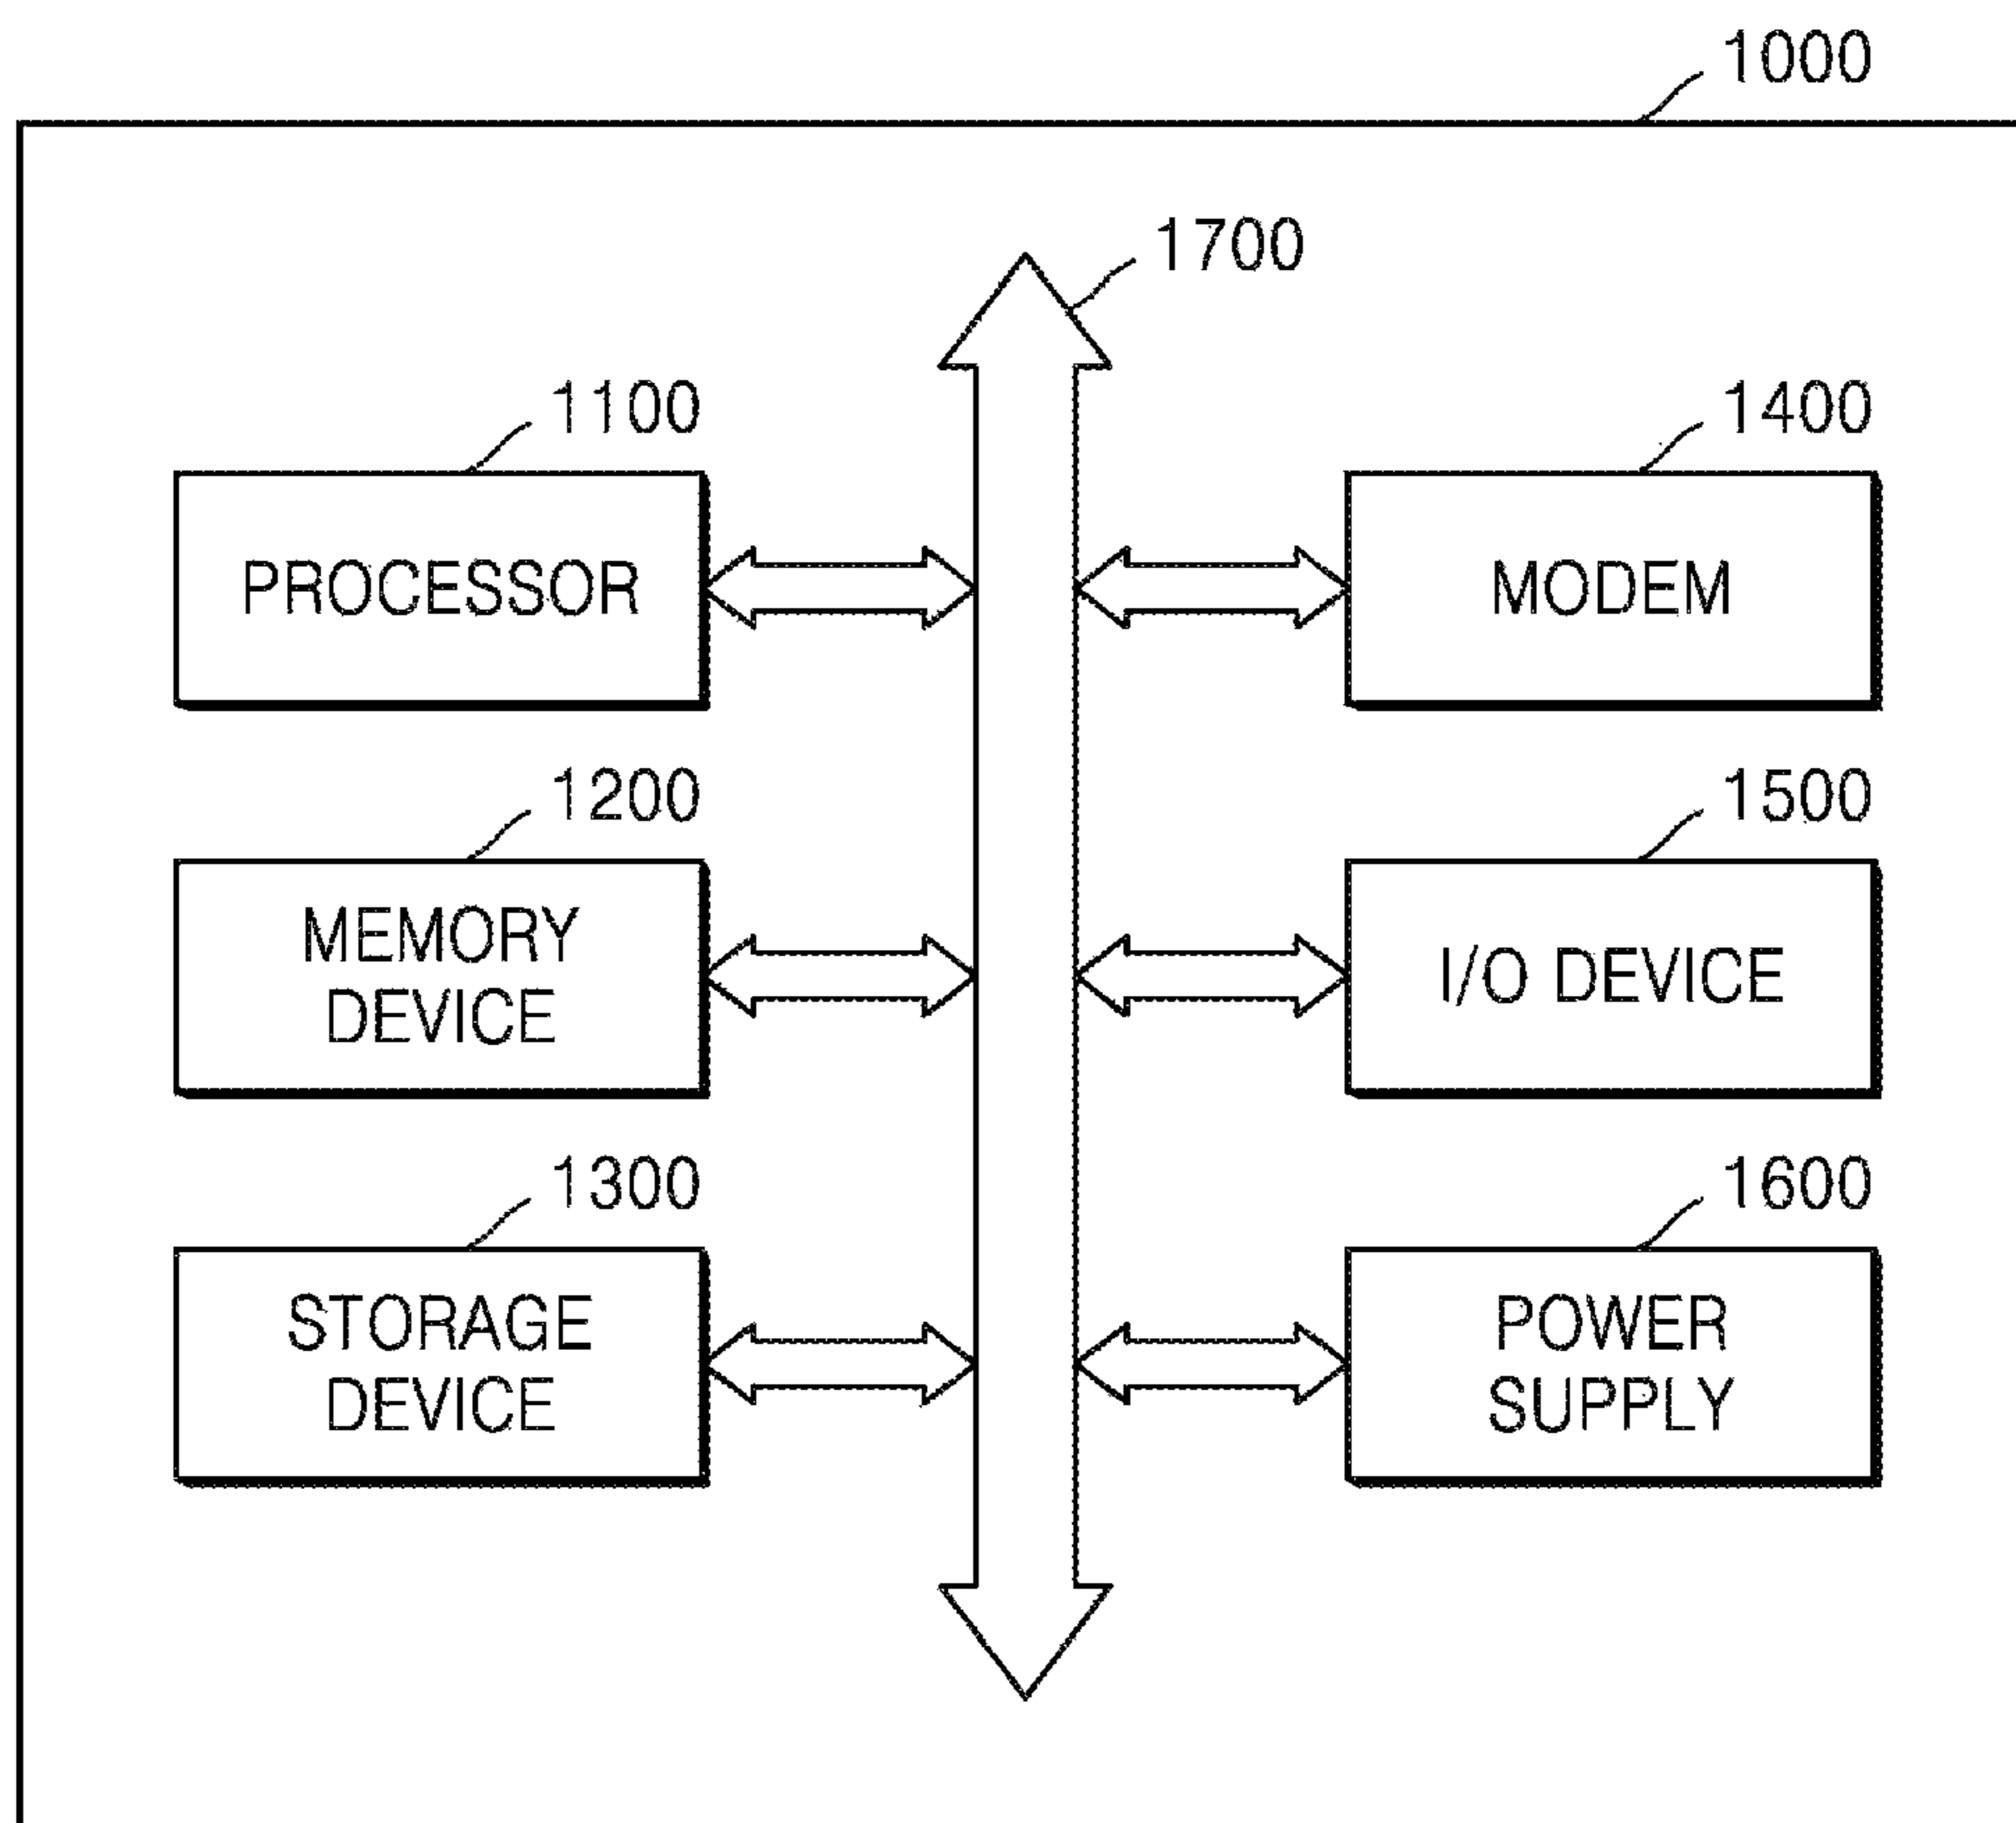 1000
1700
1100
1400
PROCESSOR
MODEM
1200
1500
MEMORY
DEVICE
I/O DEVICE
1300
1600
STORAGE
DEVICE
POWER
SUPPLY